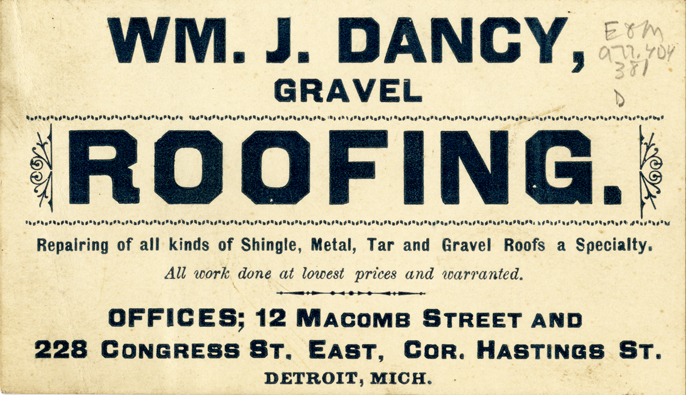 WM. J. DANCY,
GRAVEL
ROOFING.
Repairing of all kinds of Shingle, Metal, Tar and Gravel Roofs a Specialty.
All work done at lowest prices and warranted.
OFFICES; 12 MACOMB STREET AND
228 CONGRESS ST. EAST, COR. HASTINGS ST.
DETROIT, MICH.
E&M
977.404
381
D